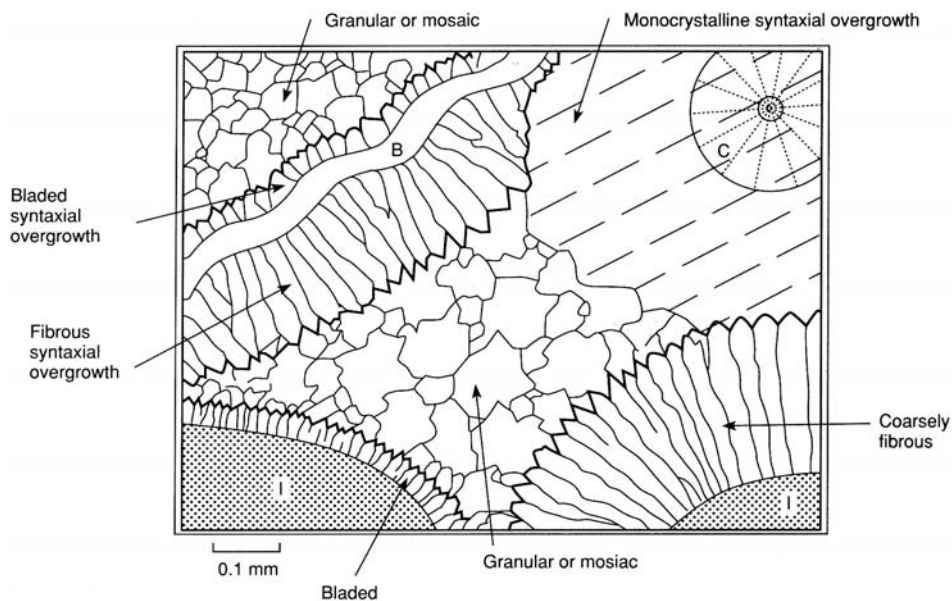 Granular or mosaic
Monocrystalline syntaxial overgrowth
B
C
Bladed
syntaxial
overgrowth
Fibrous
syntaxial
overgrowth
Coarsely
fibrous
I
I
0.1 mm
Granular or mosiac
Bladed